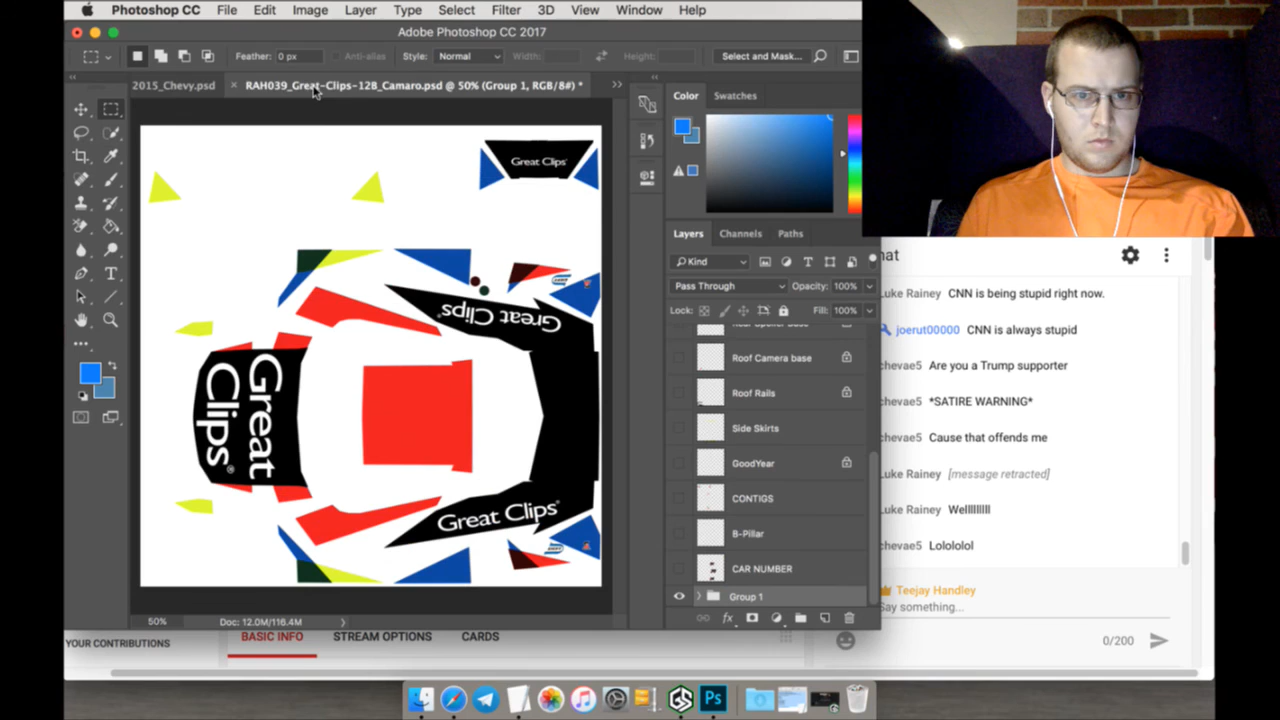 Photoshop CC File Edit Image Layer Type Select Filter 3D View Window Help
Adobe Photoshop CC 2017
Feather: 0 px Anti-alias Style: Normal Width: Height: Select and Mask...
2015_Chevy.psd × RAH039_Great-Clips-12B_Camaro.psd @ 50% (Group 1, RGB/8#) *
Color Swatches
Great Clips
Great Clips
Great Clips
Great Clips
Layers Channels Paths
Kind
Pass Through Opacity: 100%
Lock: Fill: 100%
Roof Camera base
Roof Rails
Side Skirts
GoodYear
CONTIGS
B-Pillar
CAR NUMBER
Group 1
fx
50% Doc: 12.0M/116.4M
Luke Rainey CNN is being stupid right now.
joerut00000 CNN is always stupid
chevae5 Are you a Trump supporter
chevae5 *SATIRE WARNING*
chevae5 Cause that offends me
Luke Rainey [message retracted]
Luke Rainey Wellllllllll
chevae5 Lolololol
Teejay Handley
Say something...
0/200
YOUR CONTRIBUTIONS BASIC INFO STREAM OPTIONS CARDS
GS Ps